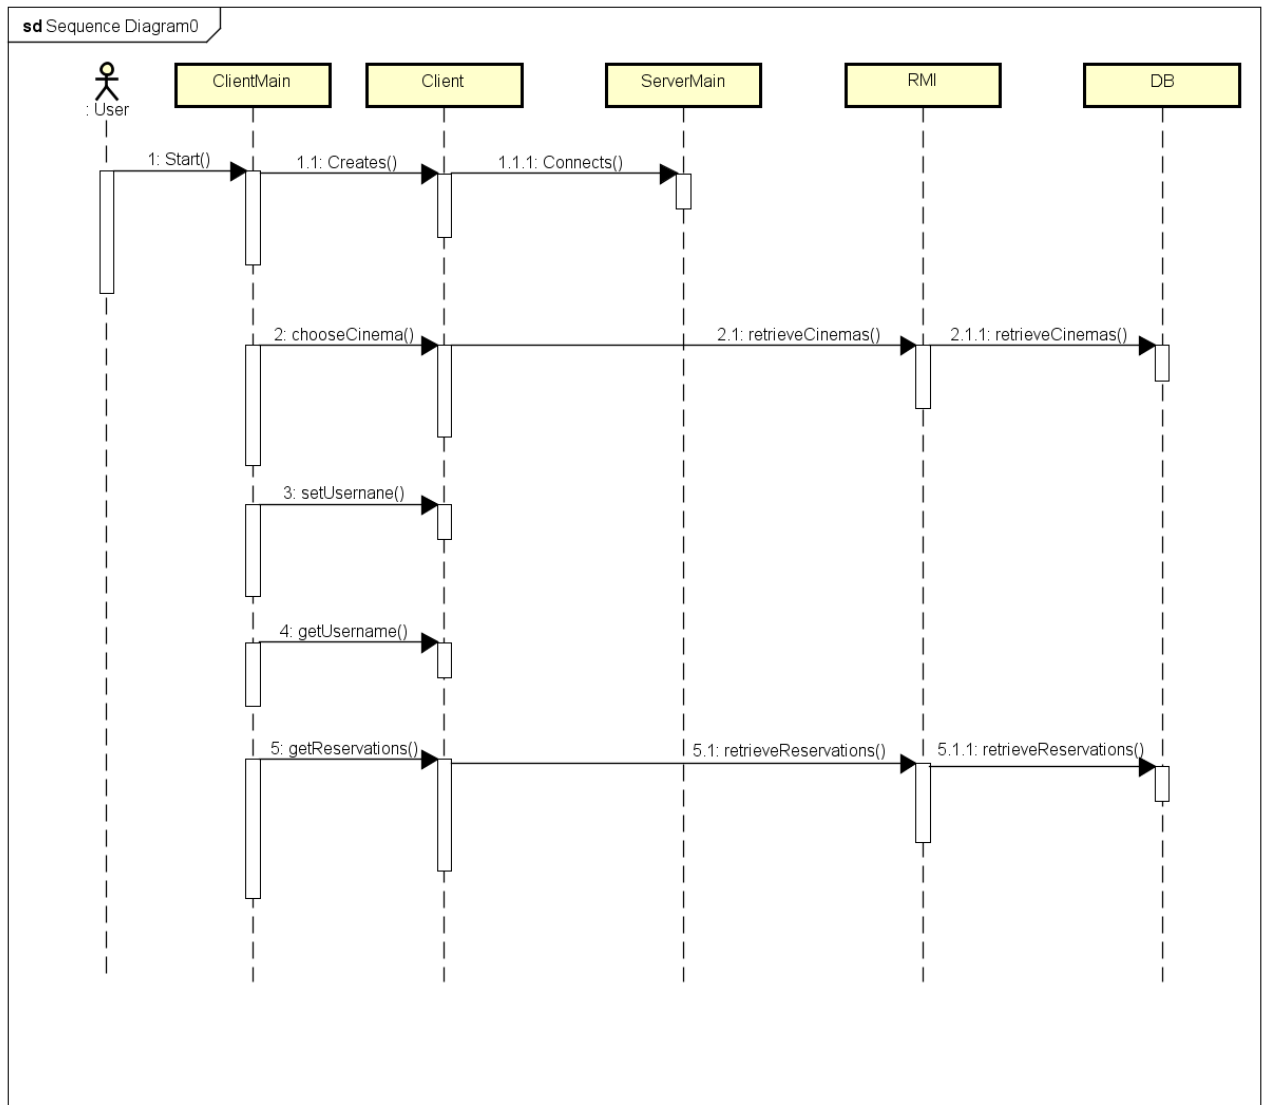 sd Sequence Diagram0
: User
ClientMain
Client
ServerMain
RMI
DB
1: Start()
1.1: Creates()
1.1.1: Connects()
2: chooseCinema()
2.1: retrieveCinemas()
2.1.1: retrieveCinemas()
3: setUsernane()
4: getUsername()
5: getReservations()
5.1: retrieveReservations()
5.1.1: retrieveReservations()